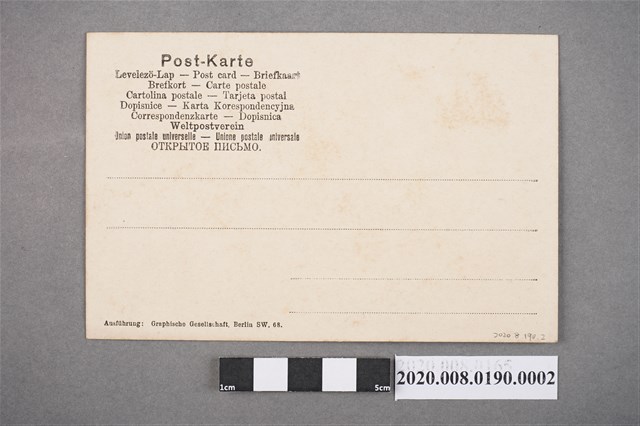 Post-Karte
Levelező-Lap — Post card — Briefkaart
Brefkort — Carte postale
Cartolina postale — Tarjeta postal
Dopisnice — Karta Korespondencyjna
Correspondenzkarte — Dopisnica
Weltpostverein
Union postale universelle — Unione postale universale
ОТКРЫТОЕ ПИСЬМО.
Ausführung: Graphische Gesellschaft, Berlin SW, 68.
1cm 5cm
2020.008.0190.0002